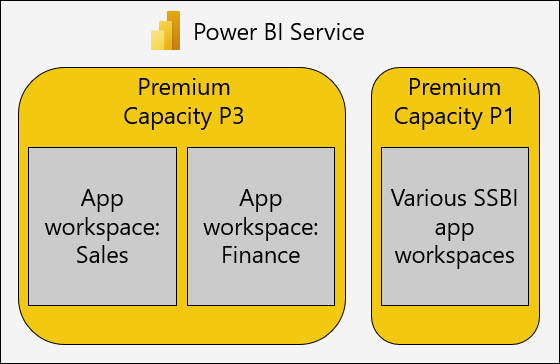 Power BI Service
Premium
Capacity P3
Premium
Capacity P1
App
workspace:
Sales
App
workspace:
Finance
Various SSBI
app
workspaces